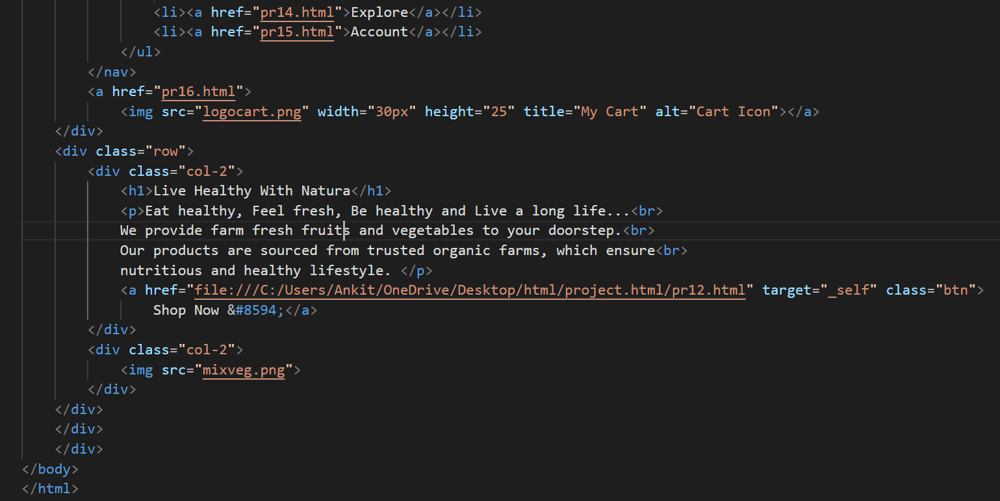 <li><a href="pr14.html">Explore</a></li>
<li><a href="pr15.html">Account</a></li>
</ul>
</nav>
<a href="pr16.html">
<img src="logocart.png" width="30px" height="25" title="My Cart" alt="Cart Icon"></a>
</div>
<div class="row">
<div class="col-2">
<h1>Live Healthy With Natura</h1>
<p>Eat healthy, Feel fresh, Be healthy and Live a long life...<br>
We provide farm fresh fruits and vegetables to your doorstep.<br>
Our products are sourced from trusted organic farms, which ensure<br>
nutritious and healthy lifestyle. </p>
<a href="file:///C:/Users/Ankit/OneDrive/Desktop/html/project.html/pr12.html" target="_self" class="btn">
Shop Now &#8594;</a>
</div>
<div class="col-2">
<img src="mixveg.png">
</div>
</div>
</div>
</div>
</body>
</html>